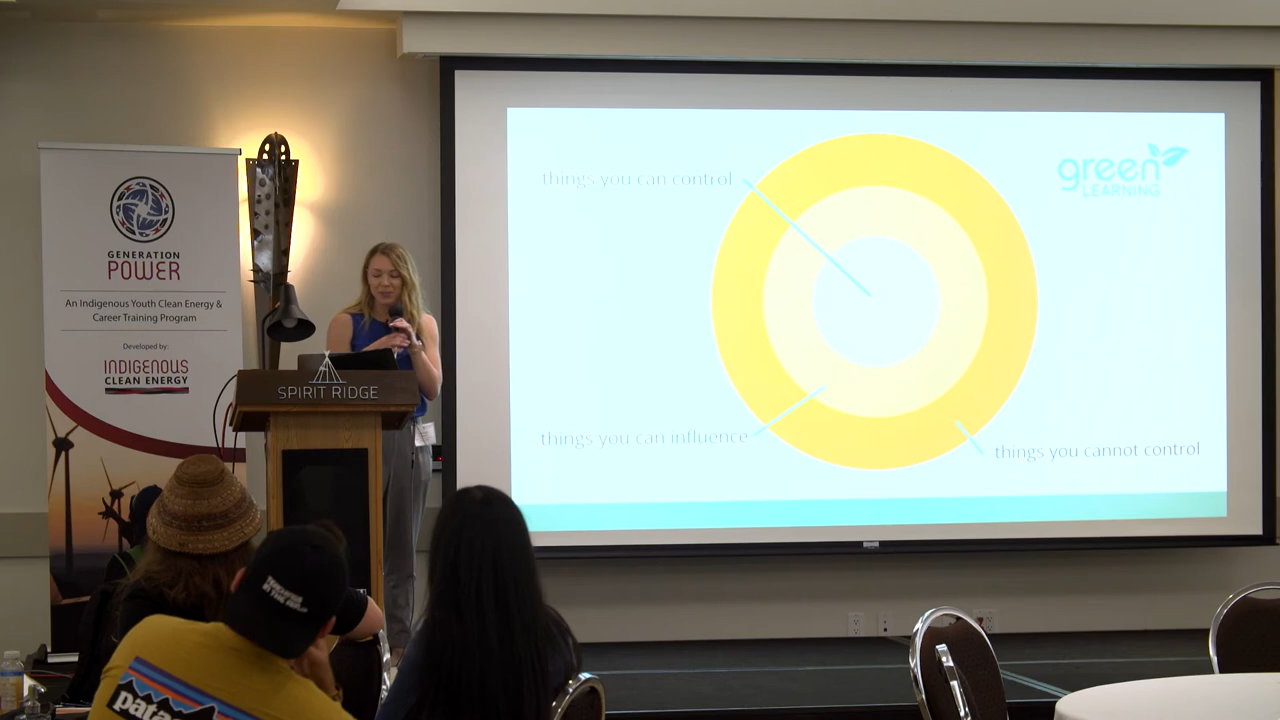 GENERATION
POWER
An Indigenous Youth Clean Energy &
Career Training Program
Developed by:
INDIGENOUS
CLEAN ENERGY
SPIRIT RIDGE
things you can control
green
LEARNING
things you can influence
things you cannot control